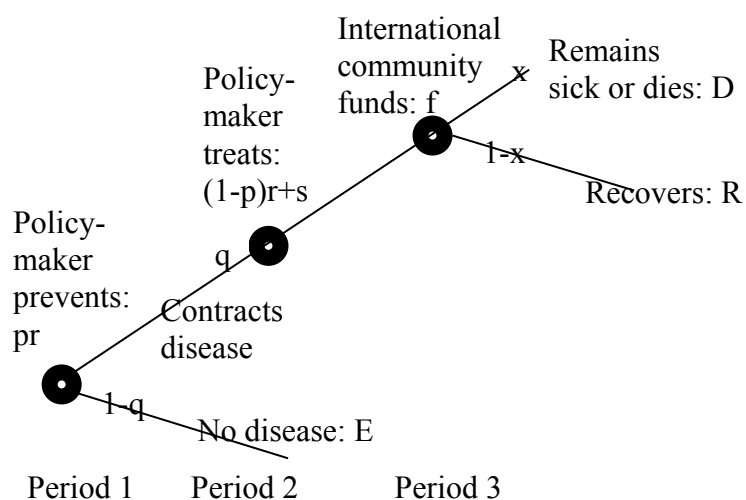 International
community
funds: f
x
Remains
sick or dies: D
Policy-
maker
treats:
(1-p)r+s
1-x
Recovers: R
Policy-
maker
prevents:
pr
q
Contracts
disease
1-q
No disease: E
Period 1
Period 2
Period 3